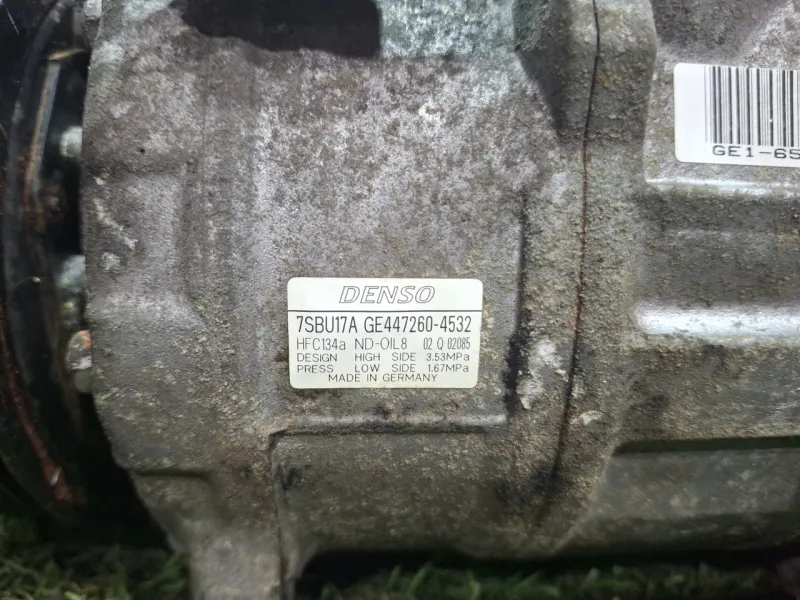 GE1-65
DENSO
7SBU17A GE447260-4532
HFC134a ND-OIL8 02 Q 02085
DESIGN HIGH SIDE 3.53MPa
PRESS LOW SIDE 1.67MPa
MADE IN GERMANY